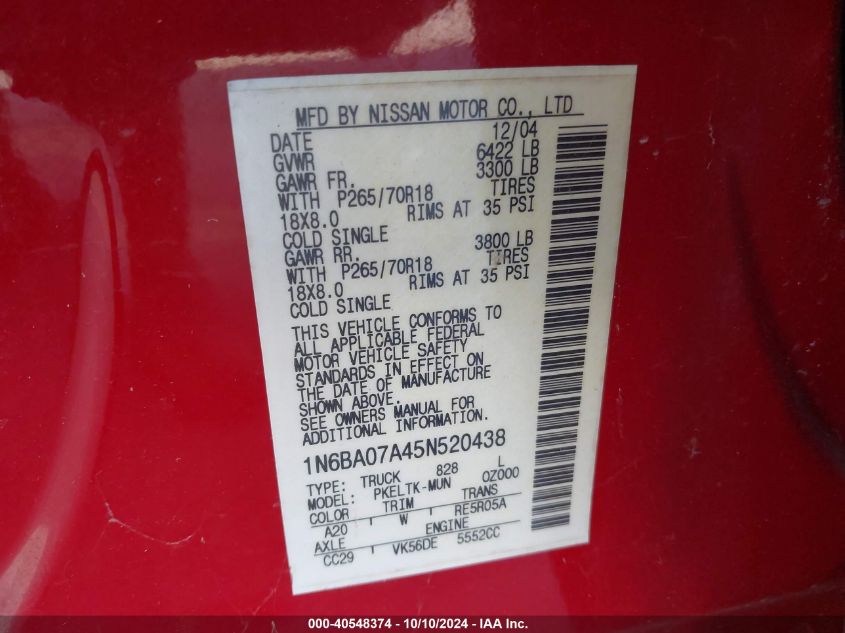 MFD BY NISSAN MOTOR CO., LTD
DATE 12/04
GVWR 6422 LB
GAWR FR. 3300 LB
WITH P265/70R18 TIRES
18X8.0 RIMS AT 35 PSI
COLD SINGLE
GAWR RR. 3800 LB
WITH P265/70R18 TIRES
18X8.0 RIMS AT 35 PSI
COLD SINGLE
THIS VEHICLE CONFORMS TO
ALL APPLICABLE FEDERAL
MOTOR VEHICLE SAFETY
STANDARDS IN EFFECT ON
THE DATE OF MANUFACTURE
SHOWN ABOVE.
SEE OWNERS MANUAL FOR
ADDITIONAL INFORMATION.
1N6BA07A45N520438
TYPE: TRUCK 828 L
MODEL: PKELTK-MUN 0Z000
COLOR TRIM TRANS
A20 W RE5R05A
AXLE ENGINE
CC29 VK56DE 5552CC
000-40548374 - 10/10/2024 - IAA Inc.